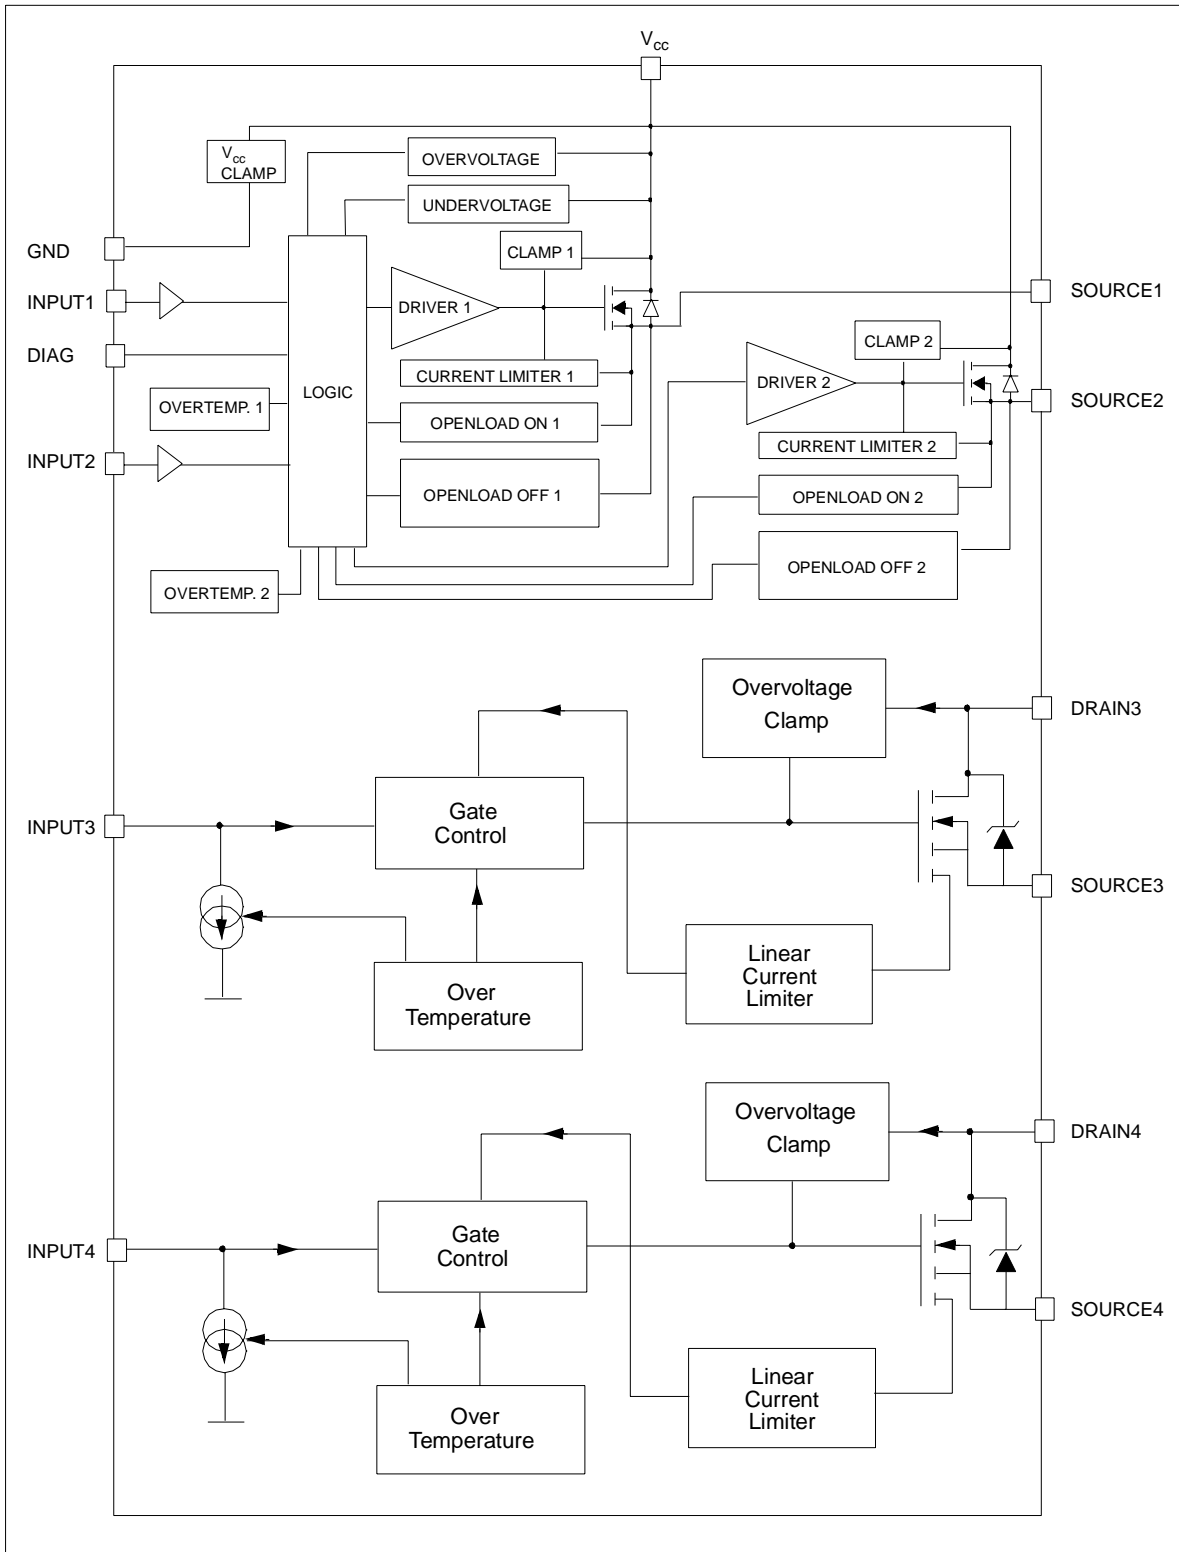 Vcc
Vcc
CLAMP
OVERVOLTAGE
UNDERVOLTAGE
GND
CLAMP 1
INPUT1
DRIVER 1
SOURCE1
DIAG
CLAMP 2
LOGIC
CURRENT LIMITER 1
DRIVER 2
OVERTEMP. 1
SOURCE2
OPENLOAD ON 1
CURRENT LIMITER 2
INPUT2
OPENLOAD OFF 1
OPENLOAD ON 2
OPENLOAD OFF 2
OVERTEMP. 2
Overvoltage
Clamp
DRAIN3
INPUT3
Gate
Control
SOURCE3
Linear
Current
Limiter
Over
Temperature
Overvoltage
Clamp
DRAIN4
INPUT4
Gate
Control
SOURCE4
Linear
Current
Limiter
Over
Temperature